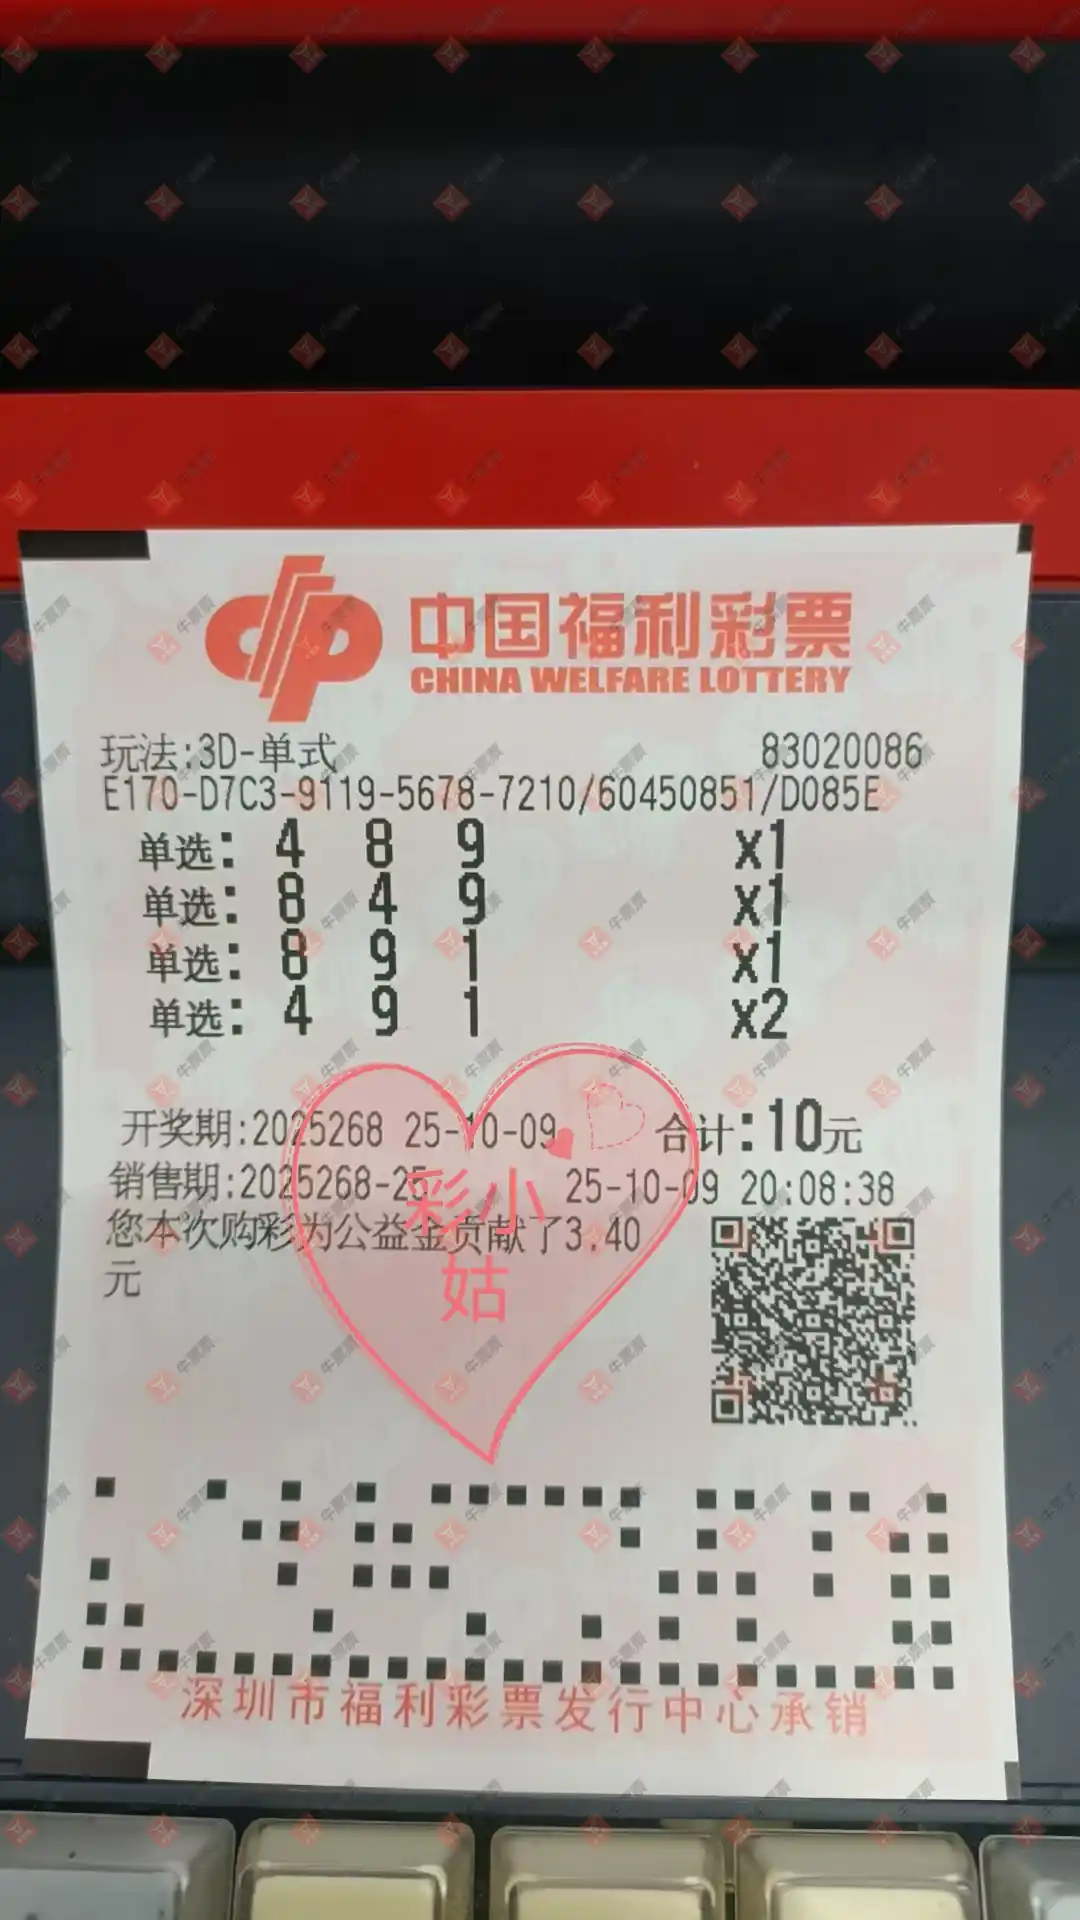 中国福利彩票
CHINA WELFARE LOTTERY
玩法:3D-单式 83020086
E170-D7C3-9119-5678-7210/60450851/D085E
单选: 4 8 9 x1
单选: 8 4 9 x1
单选: 8 9 1 x1
单选: 4 9 1 x2
开奖期:2025268 25-10-09 合计:10元
销售期:2025268-25 25-10-09 20:08:38
您本次购彩为公益金贡献了3.40
元
彩小
姑
深圳市福利彩票发行中心承销
牛票票